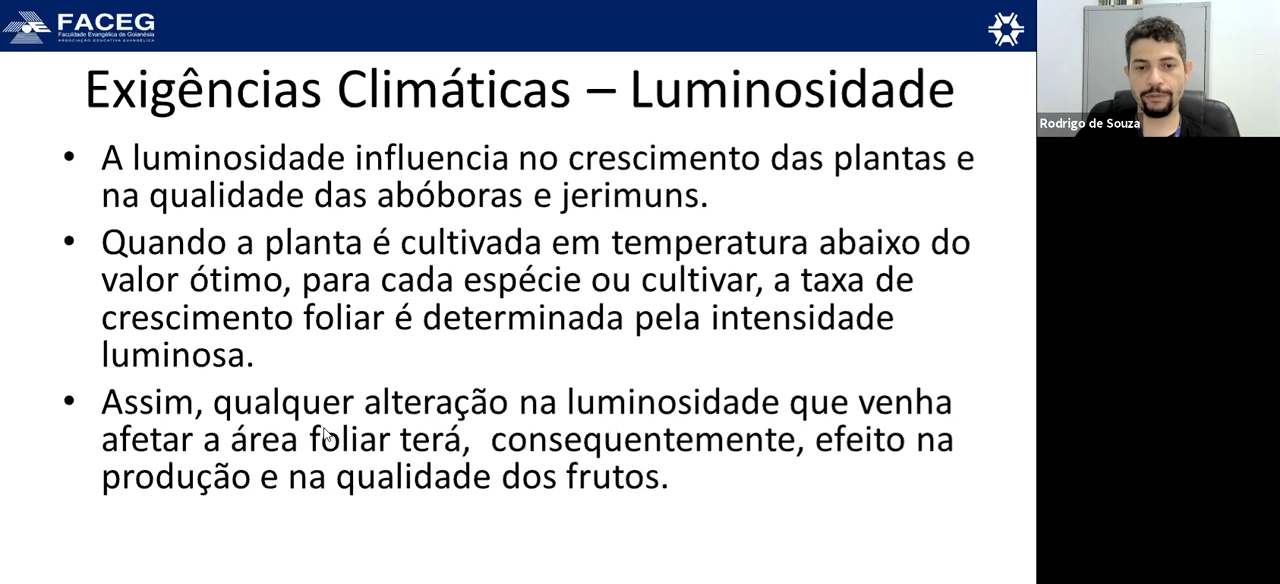 FACEG
Faculdade Evangélica de Goianésia
ASSOCIAÇÃO EDUCATIVA EVANGÉLICA
Exigências Climáticas – Luminosidade
• A luminosidade influencia no crescimento das plantas e
na qualidade das abóboras e jerimuns.
• Quando a planta é cultivada em temperatura abaixo do
valor ótimo, para cada espécie ou cultivar, a taxa de
crescimento foliar é determinada pela intensidade
luminosa.
• Assim, qualquer alteração na luminosidade que venha
afetar a área foliar terá, consequentemente, efeito na
produção e na qualidade dos frutos.
Rodrigo de Souza